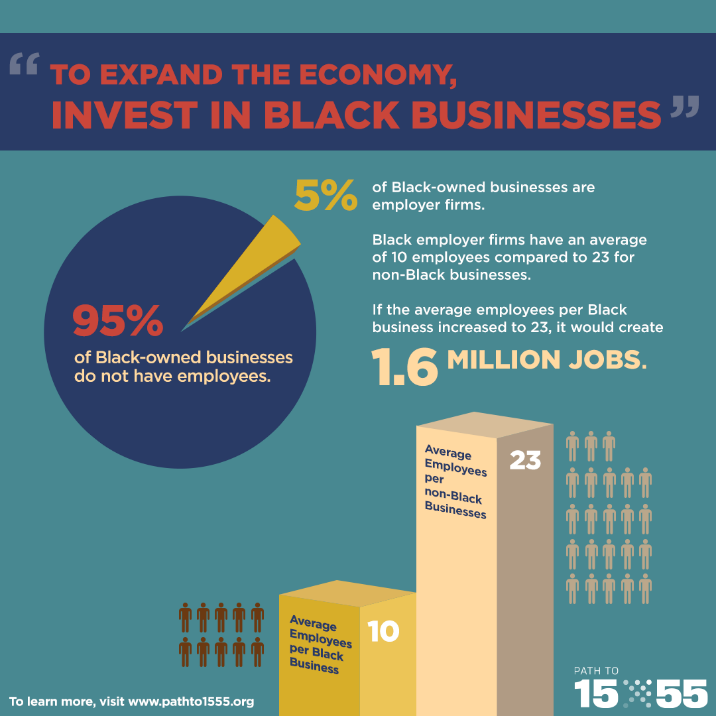 “ TO EXPAND THE ECONOMY,
INVEST IN BLACK BUSINESSES ”
5%
of Black-owned businesses are
employer firms.
Black employer firms have an average
of 10 employees compared to 23 for
non-Black businesses.
If the average employees per Black
business increased to 23, it would create
1.6 MILLION JOBS.
95%
of Black-owned businesses
do not have employees.
Average
Employees
per
non-Black
Businesses
23
Average
Employees
per Black
Business
10
To learn more, visit www.pathto1555.org
PATH TO
15 55